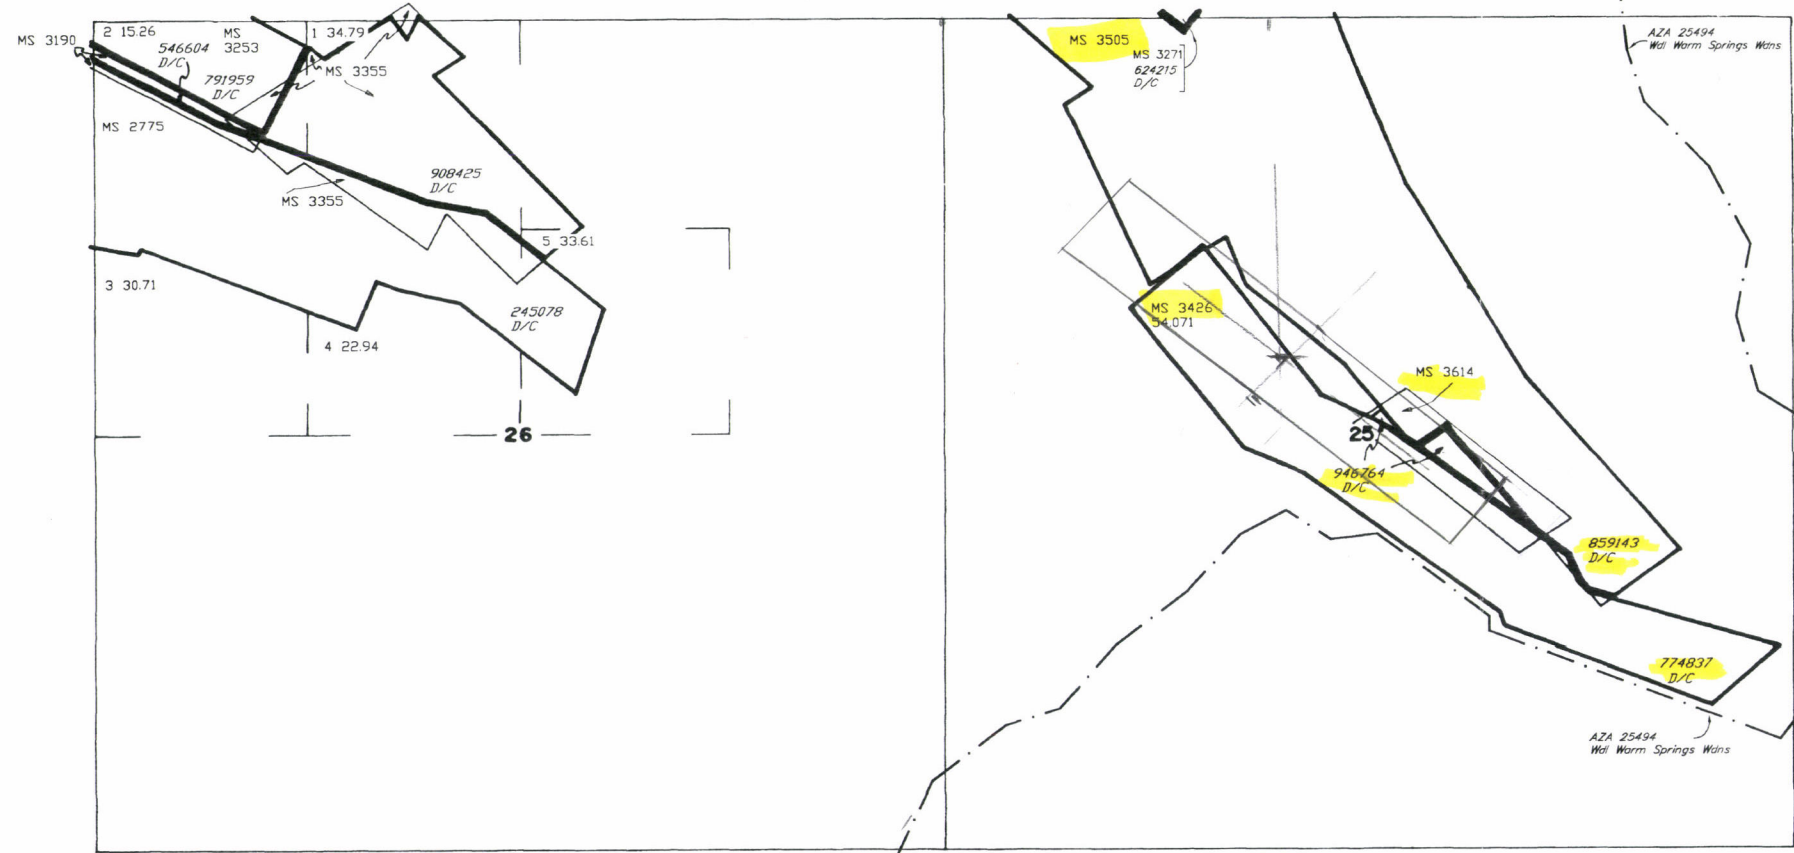 MS 3190
2 15.26
546604
D/C
MS
3253
791959
D/C
1 34.79
MS 3355
MS 2775
908425
D/C
MS 3355
5 33.61
3 30.71
245078
D/C
4 22.94
26
MS 3505
MS 3271
624215
D/C
AZA 25494
Wdl Warm Springs Wdns
MS 3426
54.071
MS 3614
25
946764
D/C
859143
D/C
774837
D/C
AZA 25494
Wdl Warm Springs Wdns